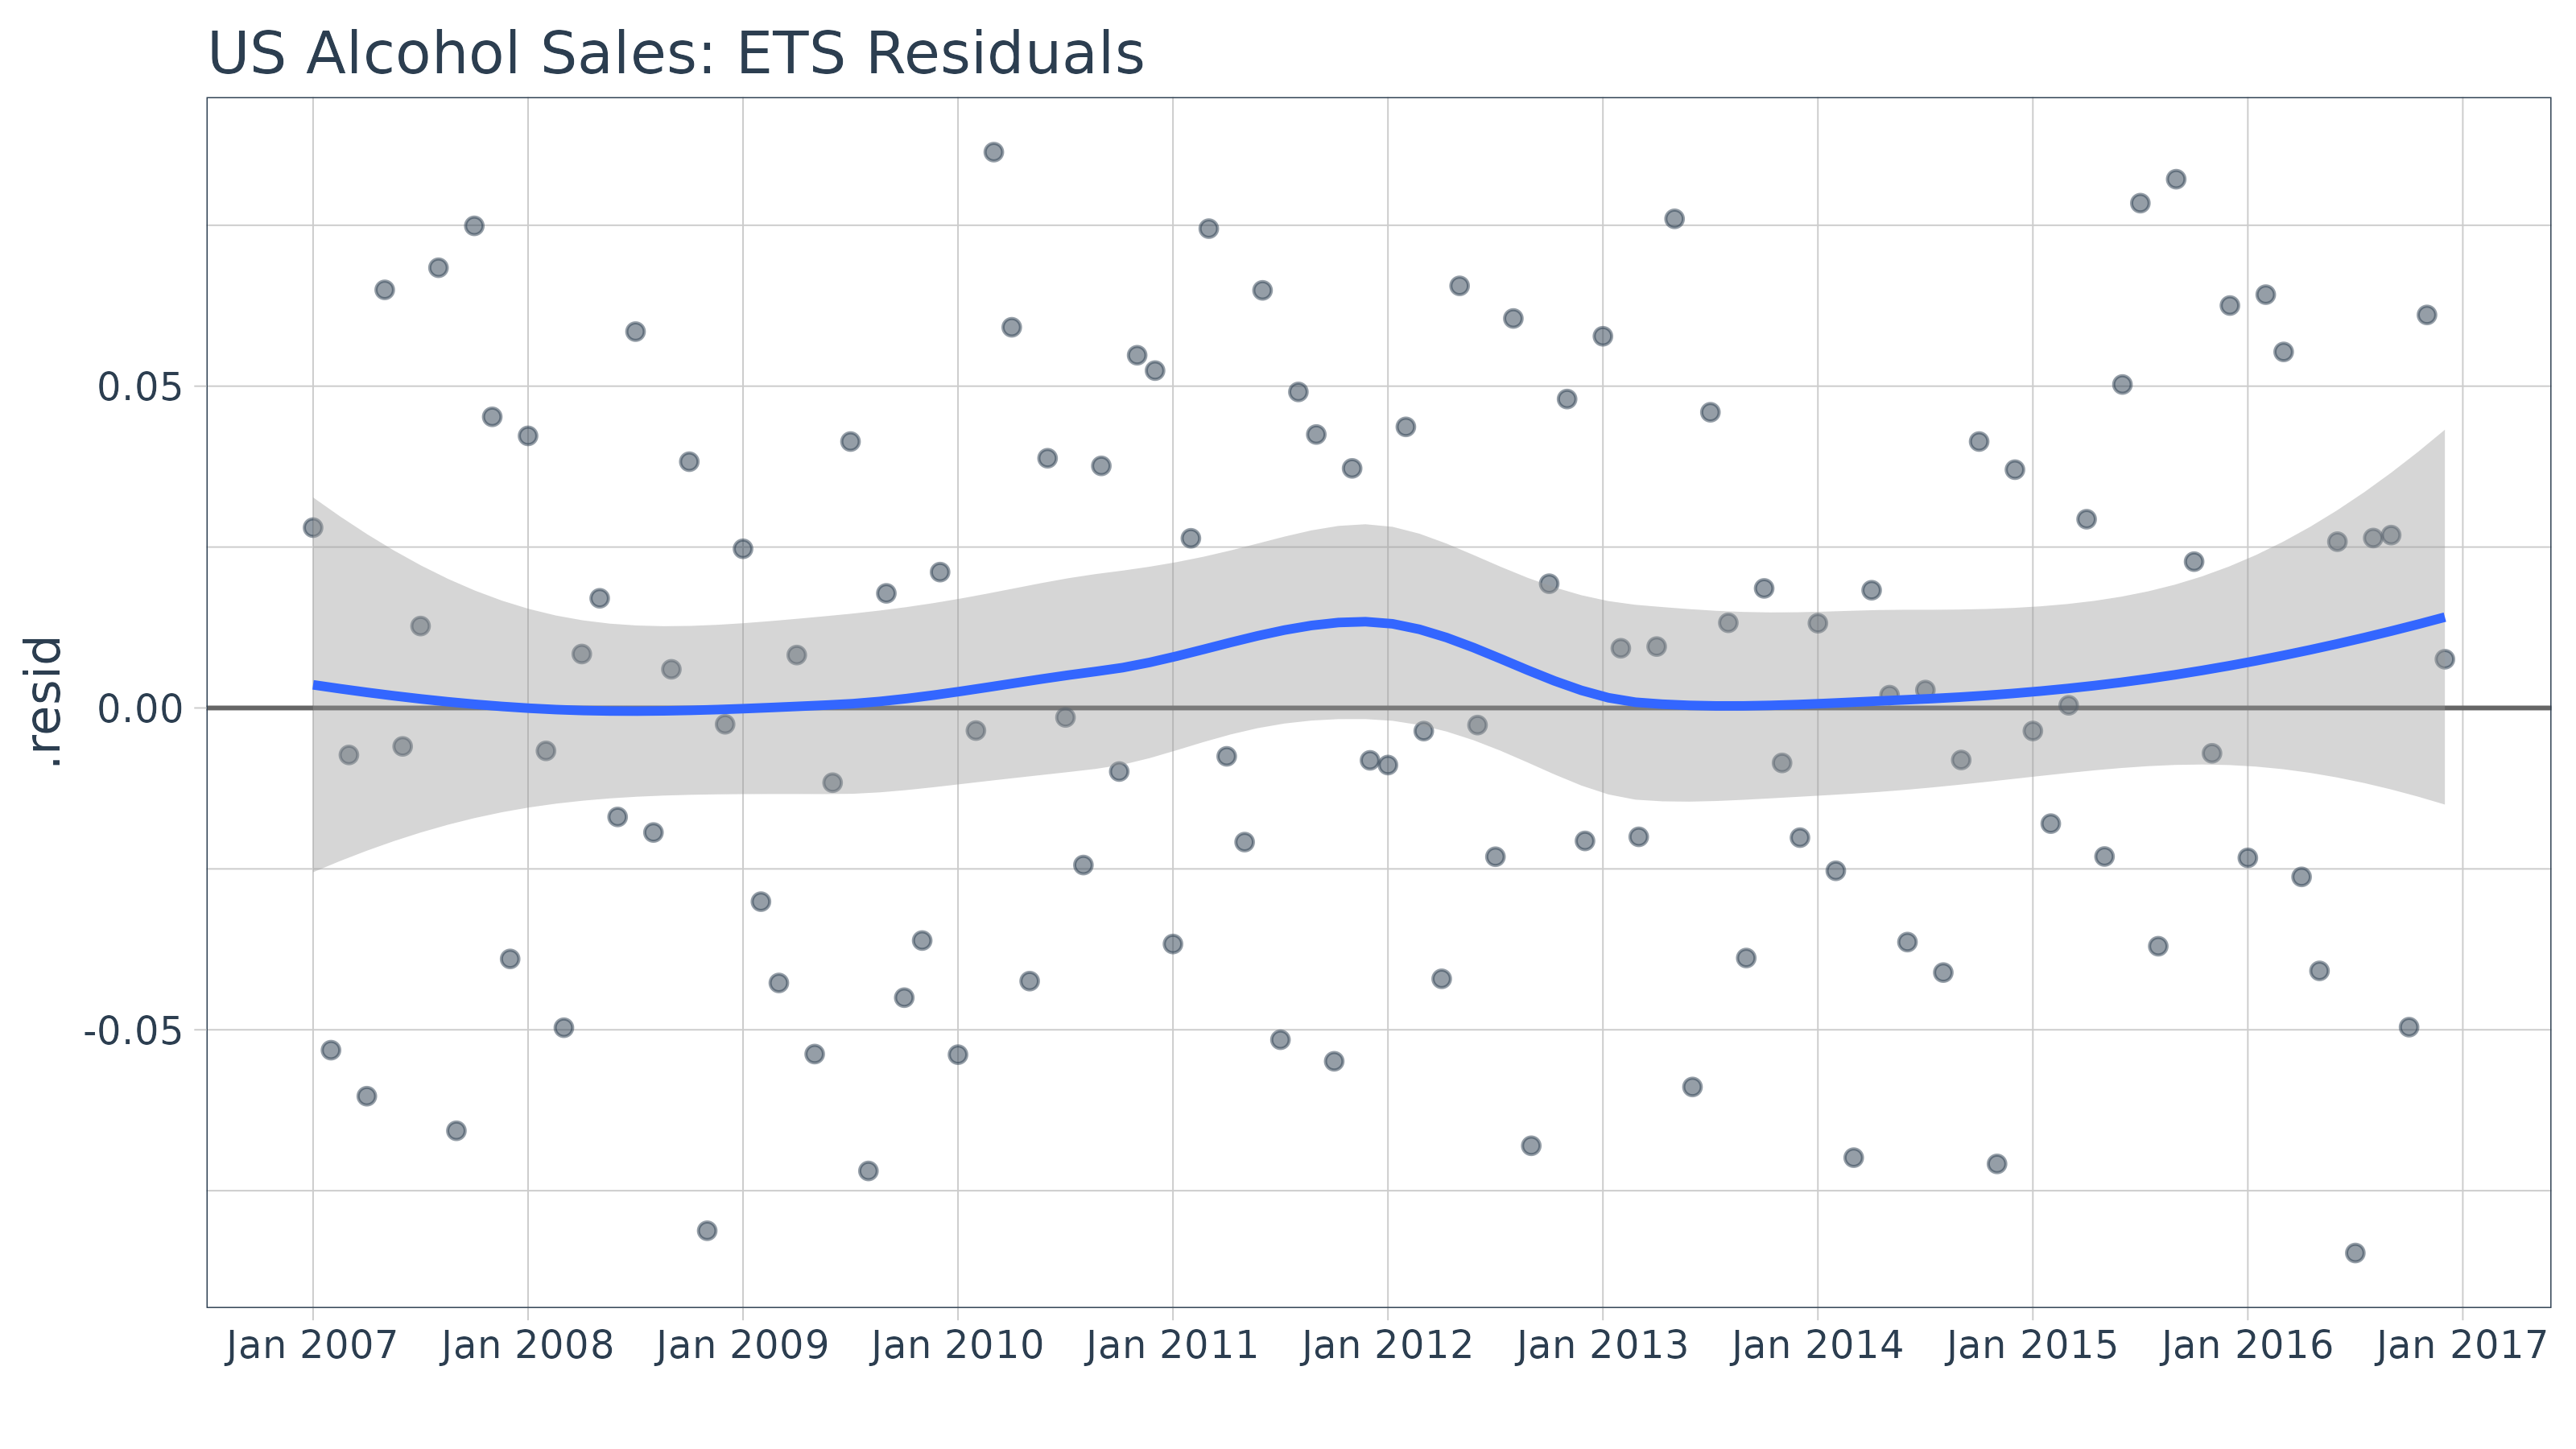 US Alcohol Sales: ETS Residuals
.resid
0.05
0.00
-0.05
Jan 2007 Jan 2008 Jan 2009 Jan 2010 Jan 2011 Jan 2012 Jan 2013 Jan 2014 Jan 2015 Jan 2016 Jan 2017